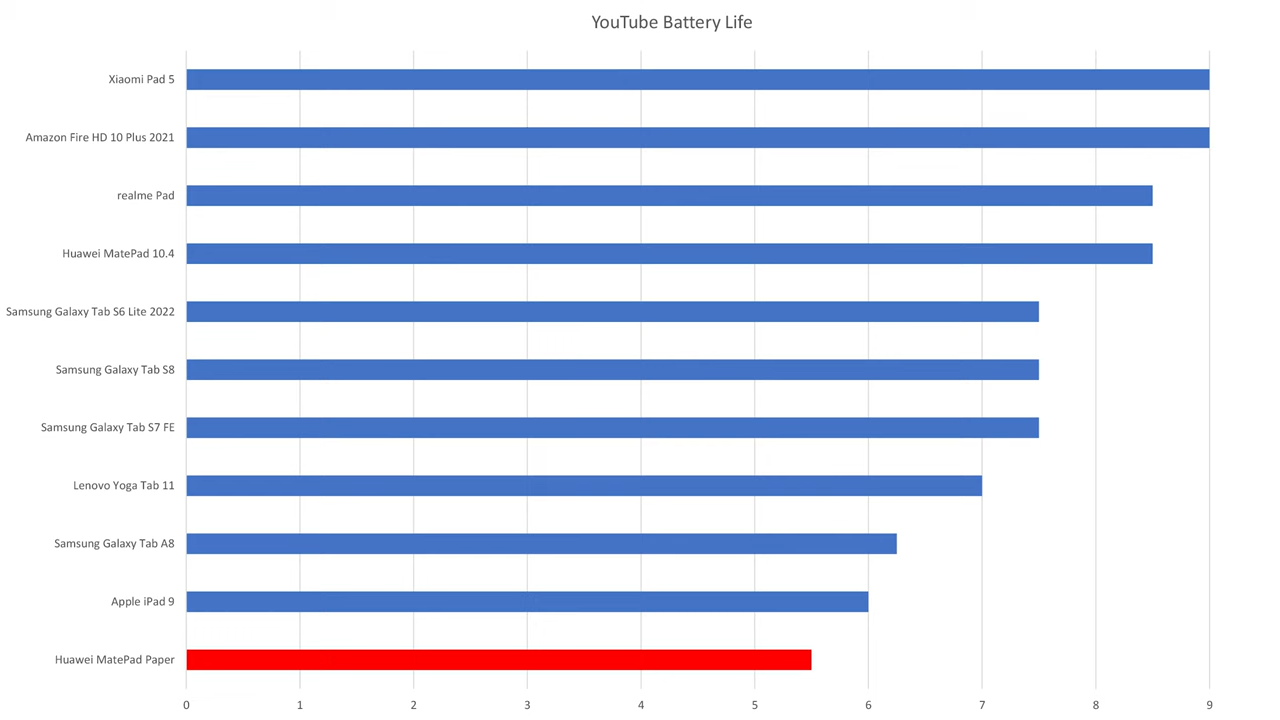 YouTube Battery Life
Xiaomi Pad 5
Amazon Fire HD 10 Plus 2021
realme Pad
Huawei MatePad 10.4
Samsung Galaxy Tab S6 Lite 2022
Samsung Galaxy Tab S8
Samsung Galaxy Tab S7 FE
Lenovo Yoga Tab 11
Samsung Galaxy Tab A8
Apple iPad 9
Huawei MatePad Paper
0 1 2 3 4 5 6 7 8 9